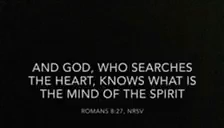 AND GOD, WHO SEARCHES
THE HEART, KNOWS WHAT IS
THE MIND OF THE SPIRIT
ROMANS 8:27, NRSV